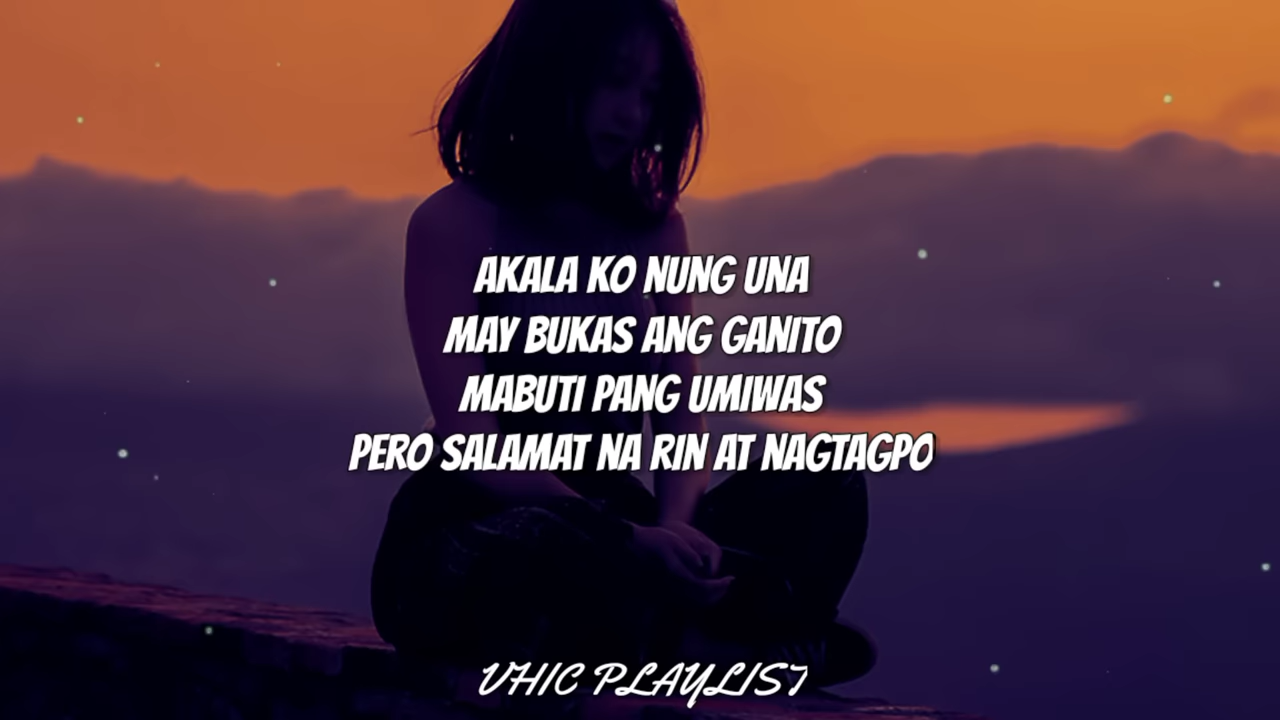 AKALA KO NUNG UNA
MAY BUKAS ANG GANITO
MABUTI PANG UMIWAS
PERO SALAMAT NA RIN AT NAGTAGPO
VHIC PLAYLIST